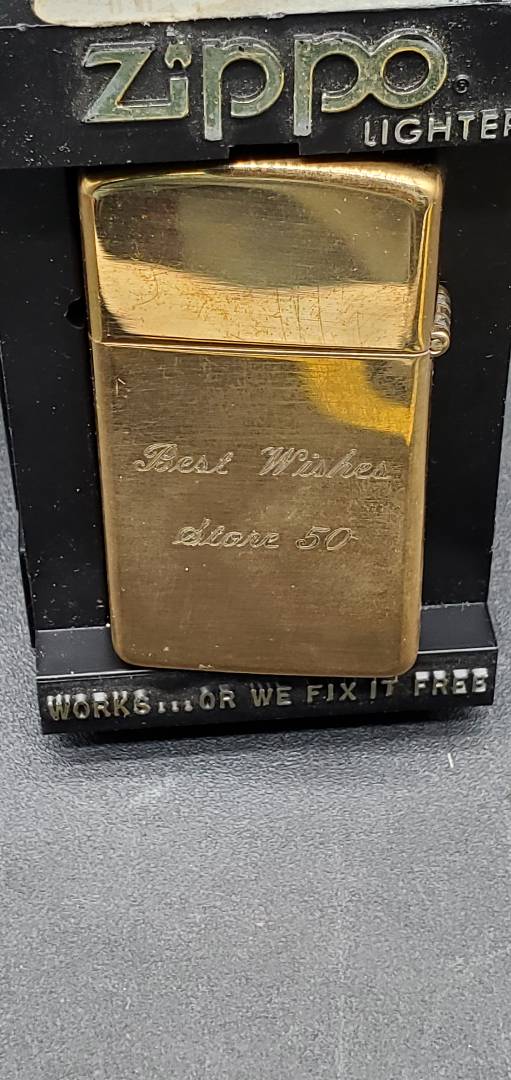 zippo®
LIGHTER
Best Wishes
Store 50
WORKS...OR WE FIX IT FREE